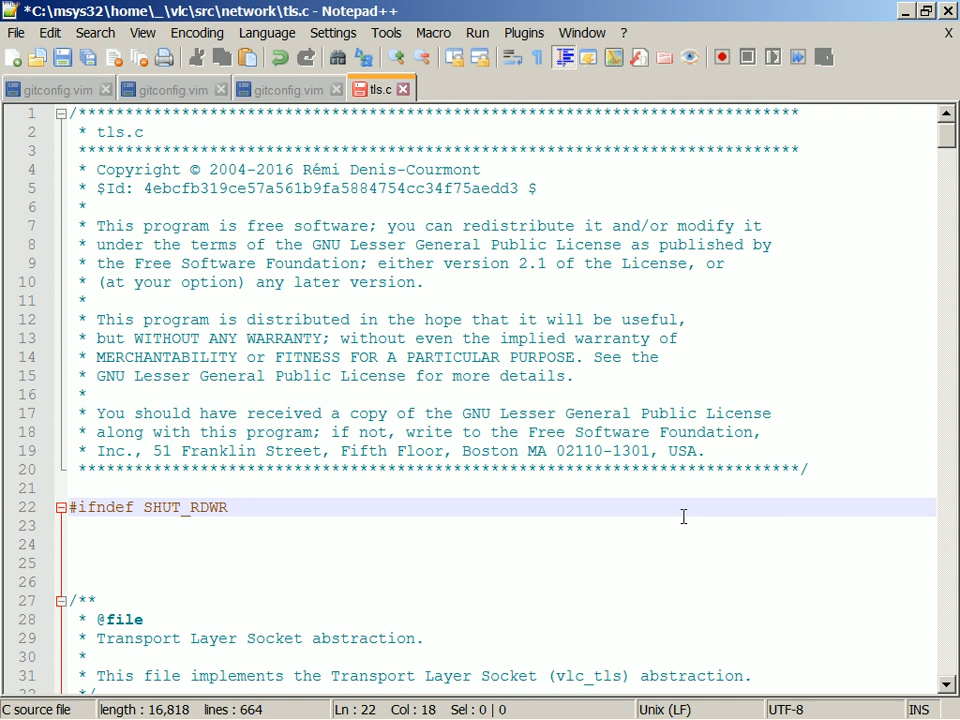 *C:\msys32\home\_\vlc\src\network\tls.c - Notepad++
File Edit Search View Encoding Language Settings Tools Macro Run Plugins Window ? X
gitconfig.vim gitconfig.vim gitconfig.vim tls.c
1 /*****************************************************************************
2 * tls.c
3 *****************************************************************************
4 * Copyright © 2004-2016 Rémi Denis-Courmont
5 * $Id: 4ebcfb319ce57a561b9fa5884754cc34f75aedd3 $
6 *
7 * This program is free software; you can redistribute it and/or modify it
8 * under the terms of the GNU Lesser General Public License as published by
9 * the Free Software Foundation; either version 2.1 of the License, or
10 * (at your option) any later version.
11 *
12 * This program is distributed in the hope that it will be useful,
13 * but WITHOUT ANY WARRANTY; without even the implied warranty of
14 * MERCHANTABILITY or FITNESS FOR A PARTICULAR PURPOSE. See the
15 * GNU Lesser General Public License for more details.
16 *
17 * You should have received a copy of the GNU Lesser General Public License
18 * along with this program; if not, write to the Free Software Foundation,
19 * Inc., 51 Franklin Street, Fifth Floor, Boston MA 02110-1301, USA.
20 *****************************************************************************/
21
22 #ifndef SHUT_RDWR
23
24
25
26
27 /**
28 * @file
29 * Transport Layer Socket abstraction.
30 *
31 * This file implements the Transport Layer Socket (vlc_tls) abstraction.
32 */
C source file length : 16,818 lines : 664 Ln : 22 Col : 18 Sel : 0 | 0 Unix (LF) UTF-8 INS